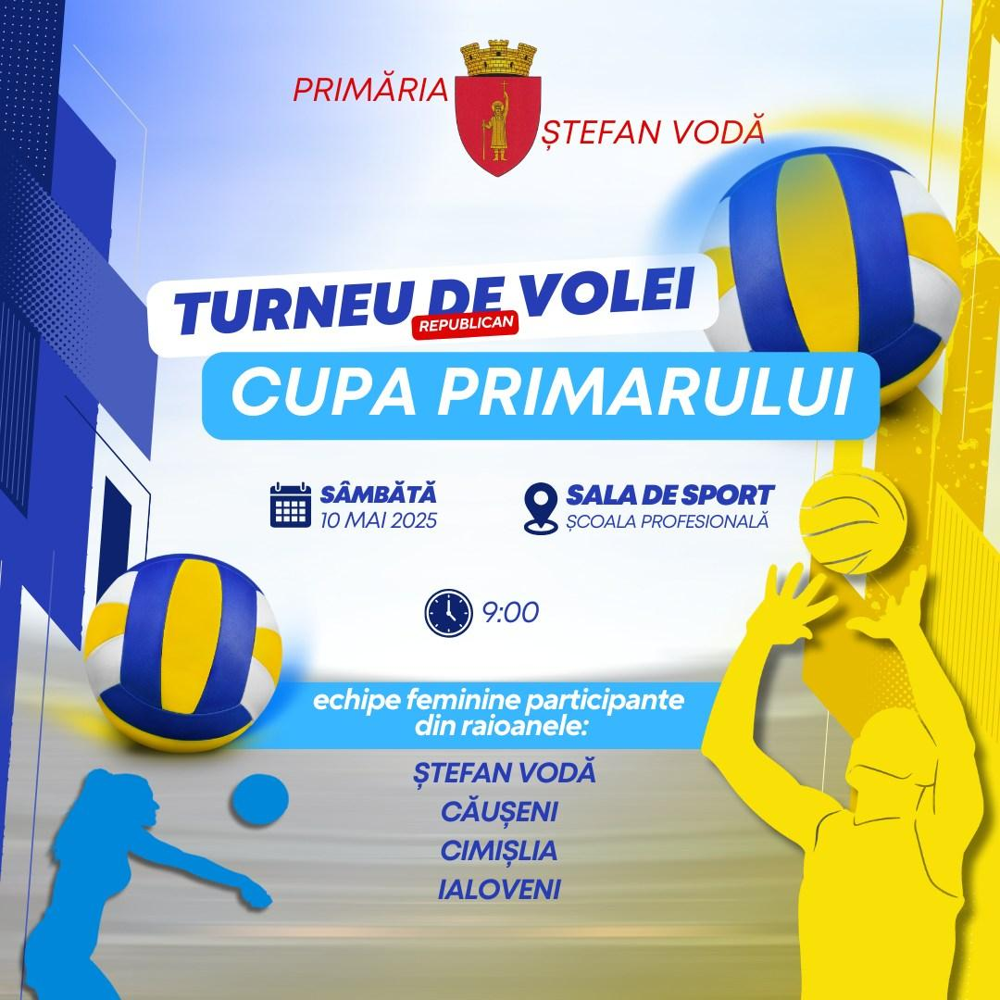 PRIMĂRIA
ȘTEFAN VODĂ
TURNEU DE VOLEI
REPUBLICAN
CUPA PRIMARULUI
SÂMBĂTĂ
10 MAI 2025
SALA DE SPORT
ȘCOALA PROFESIONALĂ
9:00
echipe feminine participante
din raioanele:
ȘTEFAN VODĂ
CĂUȘENI
CIMIȘLIA
IALOVENI